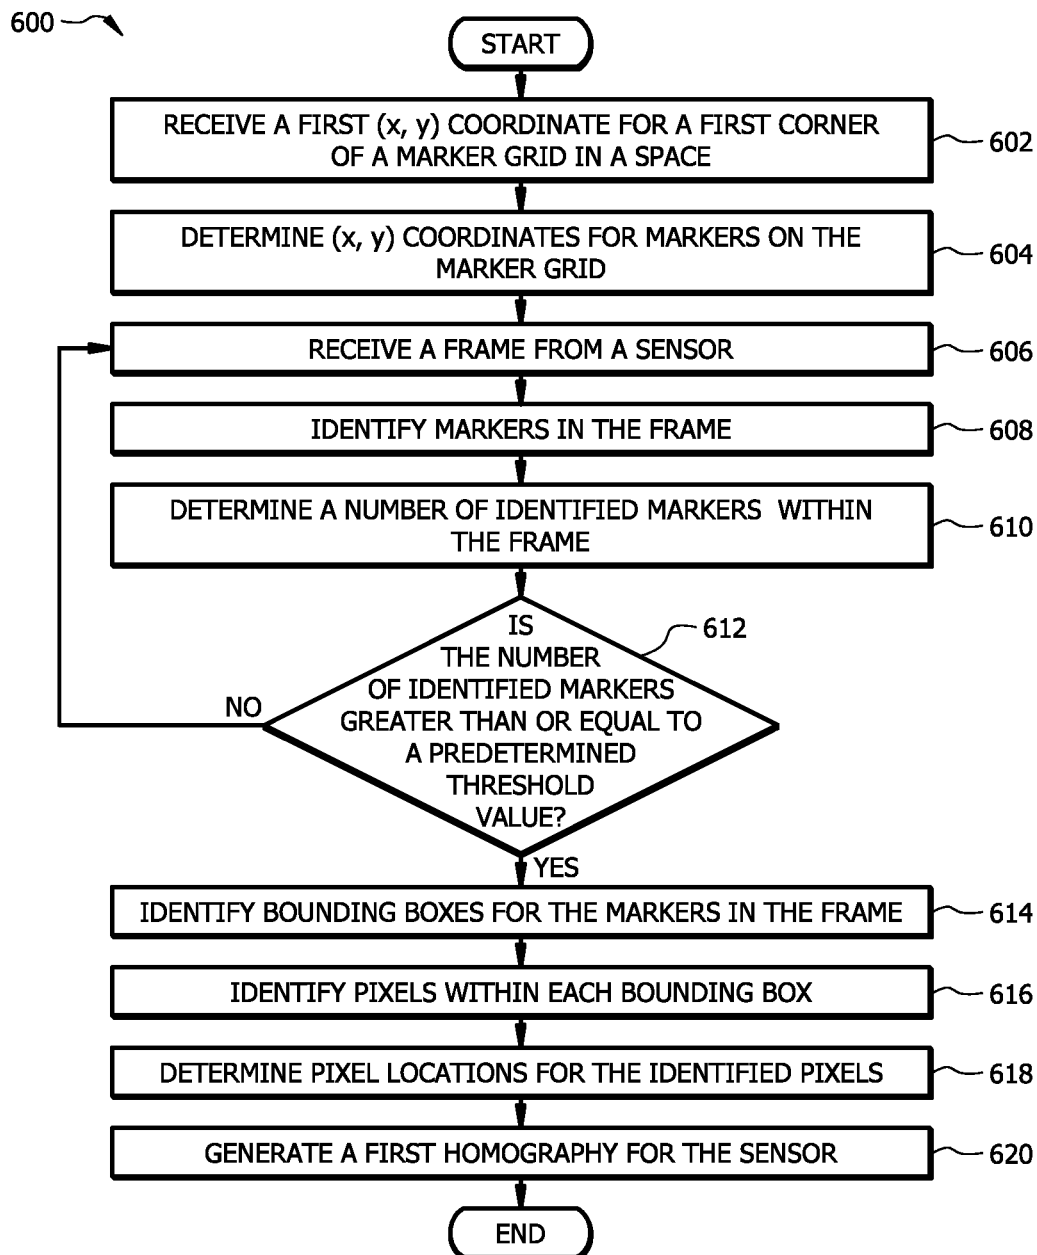 600
START
RECEIVE A FIRST (x, y) COORDINATE FOR A FIRST CORNER
OF A MARKER GRID IN A SPACE
602
DETERMINE (x, y) COORDINATES FOR MARKERS ON THE
MARKER GRID
604
RECEIVE A FRAME FROM A SENSOR
606
IDENTIFY MARKERS IN THE FRAME
608
DETERMINE A NUMBER OF IDENTIFIED MARKERS WITHIN
THE FRAME
610
IS
THE NUMBER
OF IDENTIFIED MARKERS
GREATER THAN OR EQUAL TO
A PREDETERMINED
THRESHOLD
VALUE?
612
NO
YES
IDENTIFY BOUNDING BOXES FOR THE MARKERS IN THE FRAME
614
IDENTIFY PIXELS WITHIN EACH BOUNDING BOX
616
DETERMINE PIXEL LOCATIONS FOR THE IDENTIFIED PIXELS
618
GENERATE A FIRST HOMOGRAPHY FOR THE SENSOR
620
END